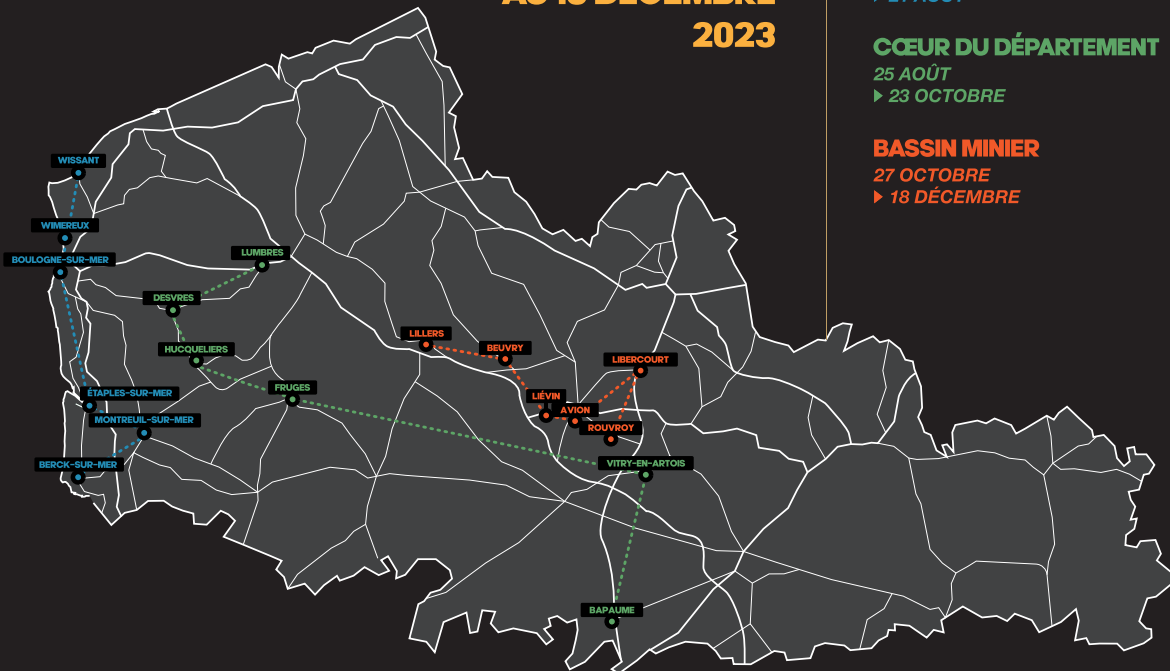 2023
CŒUR DU DÉPARTEMENT
25 AOÛT
23 OCTOBRE
BASSIN MINIER
27 OCTOBRE
18 DÉCEMBRE
WISSANT
WIMEREUX
BOULOGNE-SUR-MER
LUMBRES
DESVRES
HUCQUELIERS
LILLERS
BEUVRY
LIBERCOURT
FRUGES
ÉTAPLES-SUR-MER
LIÉVIN
AVION
MONTREUIL-SUR-MER
ROUVROY
BERCK-SUR-MER
VITRY-EN-ARTOIS
BAPAUME